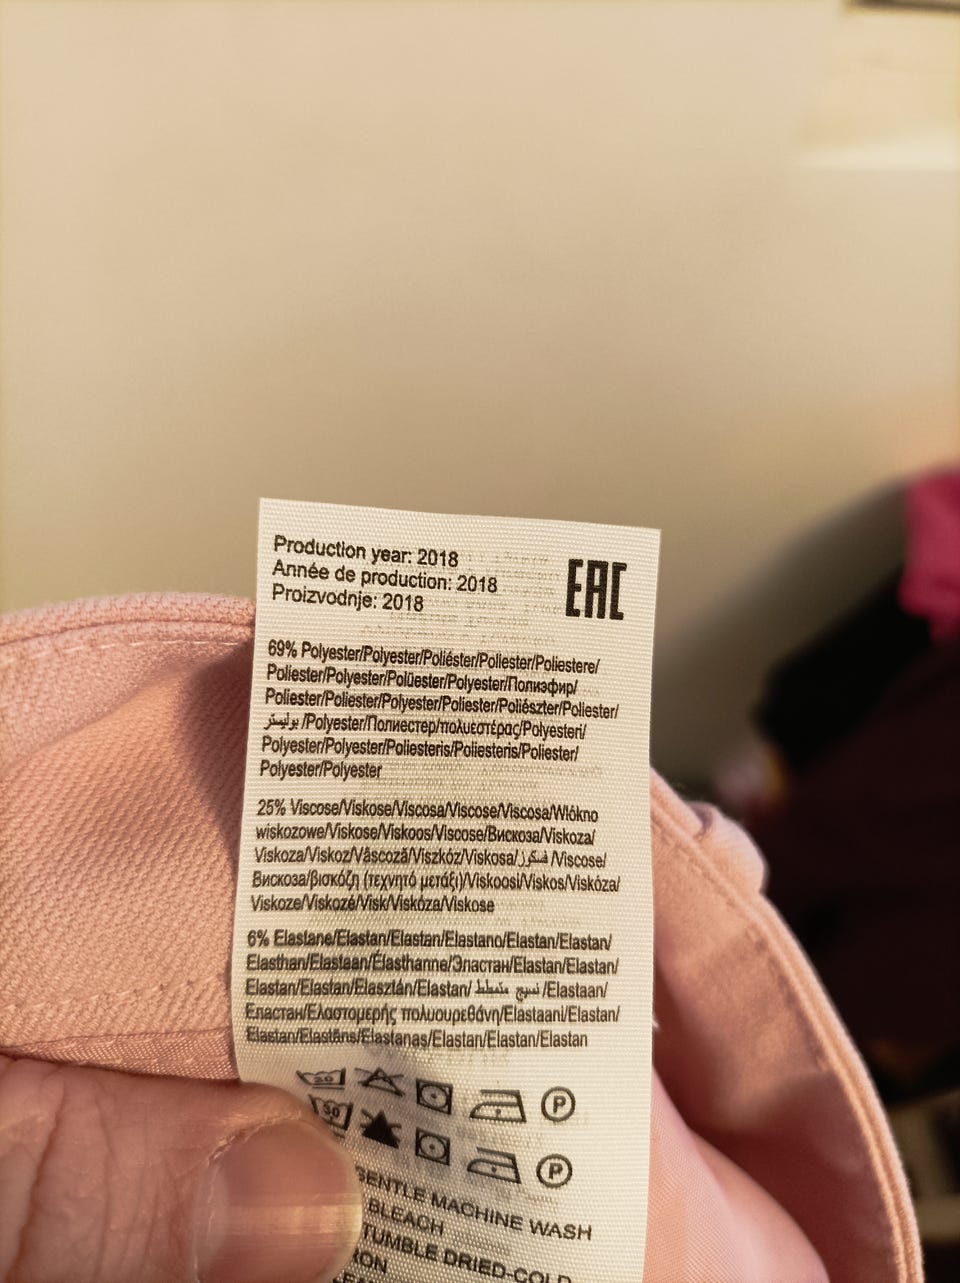 Production year: 2018
Année de production: 2018
Proizvodnje: 2018
EAC
69% Polyester/Polyester/Poliéster/Poliester/Poliestere/
Poliester/Polyester/Polüester/Polyester/Полиэфир/
Poliester/Poliester/Polyester/Poliester/Poliészter/Poliester/
بوليستر /Polyester/Полиестер/πολυεστέρας/Polyesteri/
Polyester/Polyester/Poliesteris/Poliesteris/Poliester/
Polyester/Polyester
25% Viscose/Viskose/Viscosa/Viscose/Viscosa/Włókno
wiskozowe/Viskose/Viskoos/Viscose/Вискоза/Viskoza/
Viskoza/Viskoz/Vâscoză/Viszkóz/Viskosa/فسكوز /Viscose/
Вискоза/βισκόζη (τεχνητό μετάξι)/Viskoosi/Viskos/Viskóza/
Viskoze/Viskozė/Visk/Viskóza/Viskose
6% Elastane/Elastan/Elastan/Elastano/Elastan/Elastan/
Elasthan/Elastaan/Élasthanne/Эластан/Elastan/Elastan/
Elastan/Elastan/Elasztán/Elastan/ نسيج متمطط /Elastaan/
Еластан/Ελαστομερής πολυουρεθάνη/Elastaani/Elastan/
Elastan/Elastāns/Elastanas/Elastan/Elastan/Elastan
30 P
30 P
GENTLE MACHINE WASH
BLEACH
TUMBLE DRIED-COLD